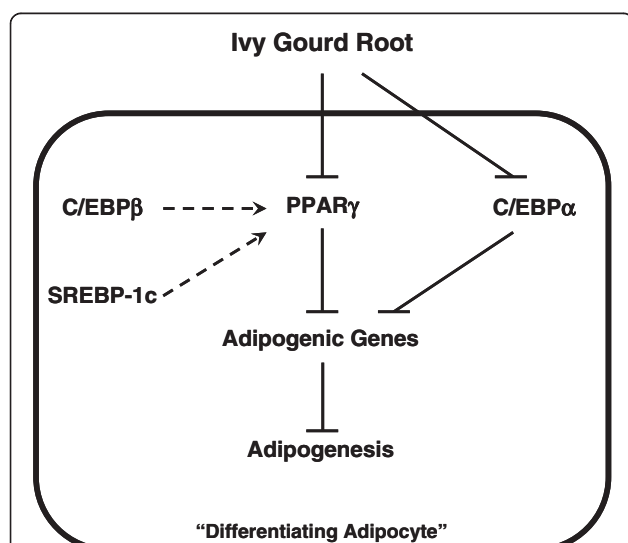 Ivy Gourd Root
C/EBPβ
PPARγ
C/EBPα
SREBP-1c
Adipogenic Genes
Adipogenesis
“Differentiating Adipocyte”